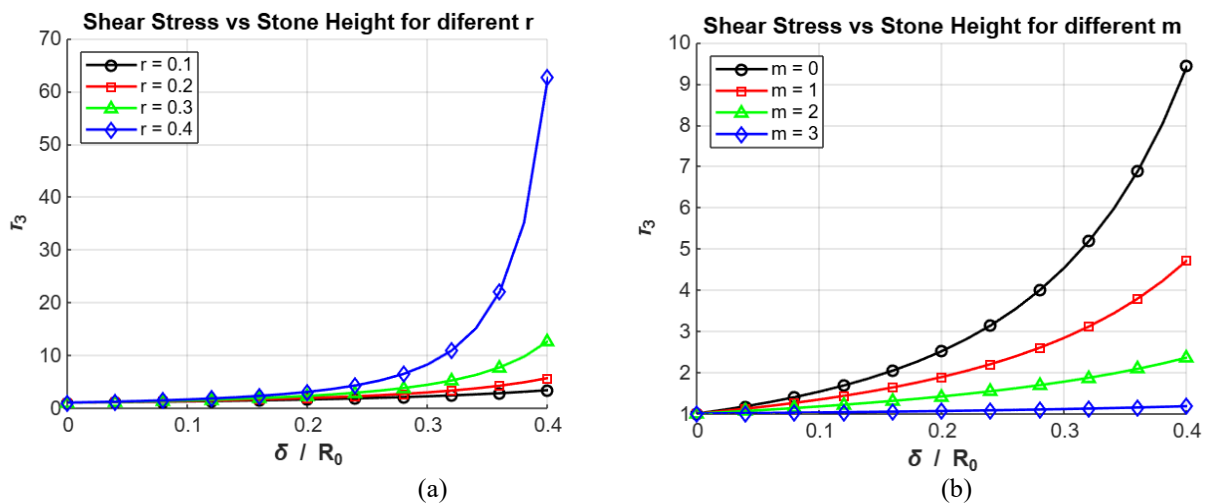 Shear Stress vs Stone Height for diferent r
70
60
50
40
30
20
10
0
τ3
r = 0.1
r = 0.2
r = 0.3
r = 0.4
0
0.1
0.2
0.3
0.4
δ / R0
(a)
Shear Stress vs Stone Height for different m
10
9
8
7
6
5
4
3
2
1
τ3
m = 0
m = 1
m = 2
m = 3
0
0.1
0.2
0.3
0.4
δ / R0
(b)